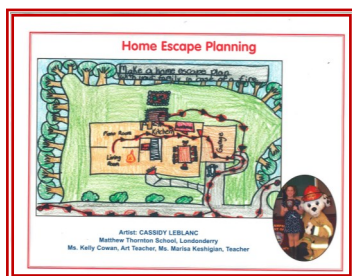 Home Escape Planning
Make a home escape plan
with your family in case of a fire.
Kitchen
Living
Room
Garage
Artist: CASSIDY LEBLANC
Matthew Thornton School, Londonderry
Ms. Kelly Cowan, Art Teacher, Ms. Marisa Keshigian, Teacher